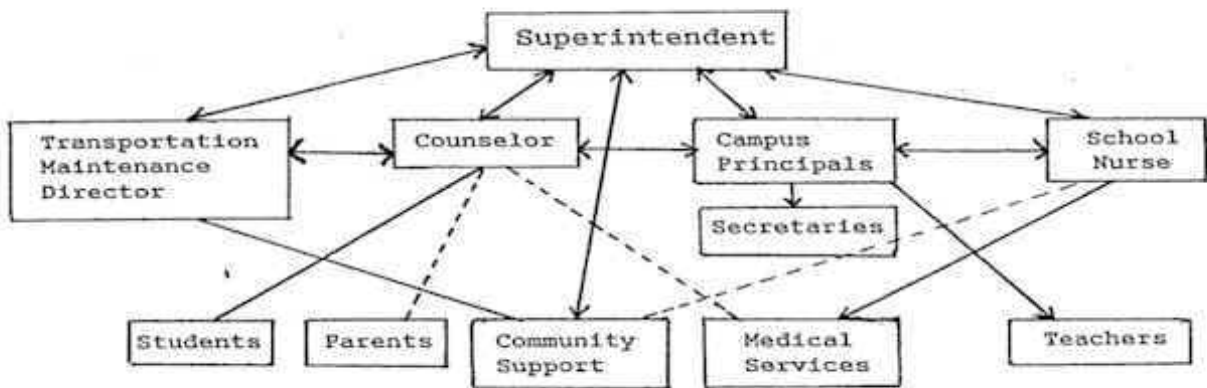 Superintendent
Transportation
Maintenance
Director
Counselor
Campus
Principals
School
Nurse
Secretaries
Students
Parents
Community
Support
Medical
Services
Teachers